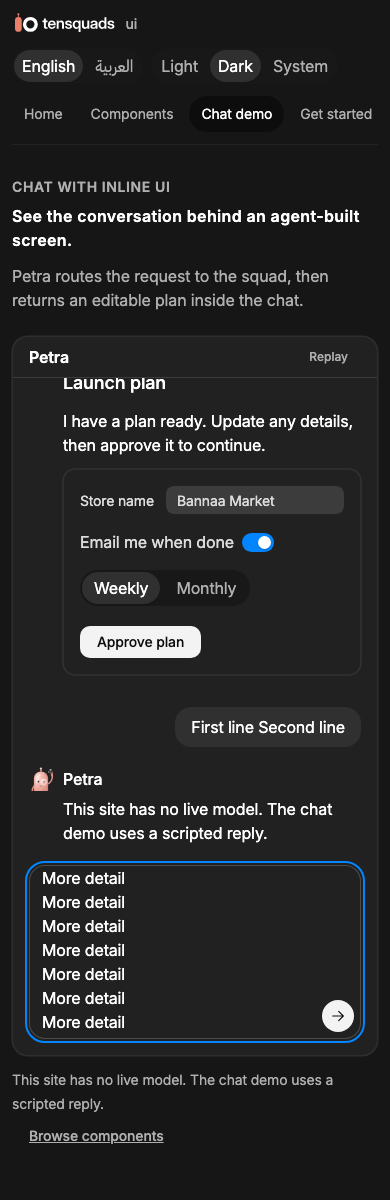 tensquads ui
English العربية Light Dark System
Home Components Chat demo Get started
CHAT WITH INLINE UI
See the conversation behind an agent-built
screen.
Petra routes the request to the squad, then
returns an editable plan inside the chat.
Petra Replay
Launch plan
I have a plan ready. Update any details,
then approve it to continue.
Store name Bannaa Market
Email me when done
Weekly Monthly
Approve plan
First line Second line
Petra
This site has no live model. The chat
demo uses a scripted reply.
More detail
More detail
More detail
More detail
More detail
More detail
More detail
This site has no live model. The chat demo uses a
scripted reply.
Browse components